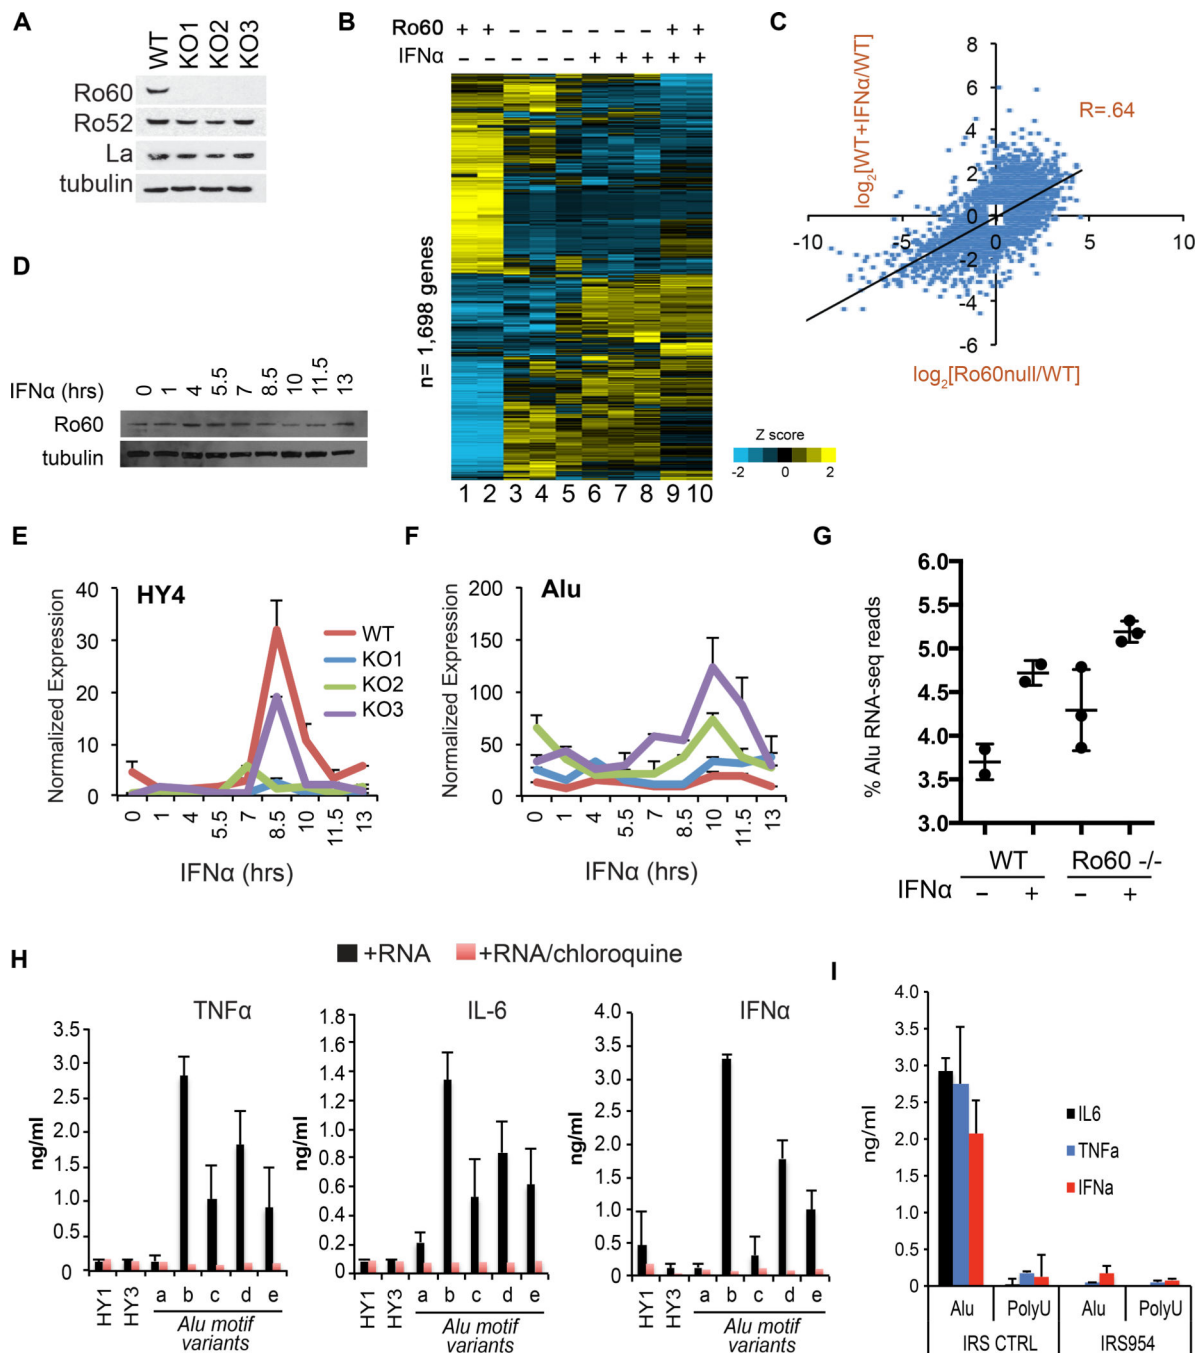 A
WT
KO1
KO2
KO3
Ro60
Ro52
La
tubulin
B
Ro60 + + – – – – – – + +
IFNα – – – – – + + + + +
n= 1,698 genes
1 2 3 4 5 6 7 8 9 10
Z score
-2 0 2
C
log2[WT+IFNα/WT]
8
6
4
2
0
-2
-4
-6
-10 -5 0 5 10
R=.64
log2[Ro60null/WT]
D
IFNα (hrs) 0 1 4 5.5 7 8.5 10 11.5 13
Ro60
tubulin
E
HY4
Normalized Expression
40
30
20
10
0
WT
KO1
KO2
KO3
0 1 4 5.5 7 8.5 10 11.5 13
IFNα (hrs)
F
Alu
Normalized Expression
200
150
100
50
0
0 1 4 5.5 7 8.5 10 11.5 13
IFNα (hrs)
G
% Alu RNA-seq reads
6.0
5.5
5.0
4.5
4.0
3.5
3.0
WT Ro60 -/-
IFNα – + – +
H
+RNA +RNA/chloroquine
TNFα
ng/ml
3.5
3.0
2.5
2.0
1.5
1.0
0.5
0
HY1 HY3 a b c d e
Alu motif
variants
IL-6
ng/ml
1.8
1.6
1.4
1.2
1.0
0.8
0.6
0.4
0.2
0
HY1 HY3 a b c d e
Alu motif
variants
IFNα
ng/ml
4.0
3.5
3.0
2.5
2.0
1.5
1.0
0.5
0
HY1 HY3 a b c d e
Alu motif
variants
I
ng/ml
4.0
3.5
3.0
2.5
2.0
1.5
1.0
0.5
0
IL6
TNFa
IFNa
Alu PolyU Alu PolyU
IRS CTRL IRS954